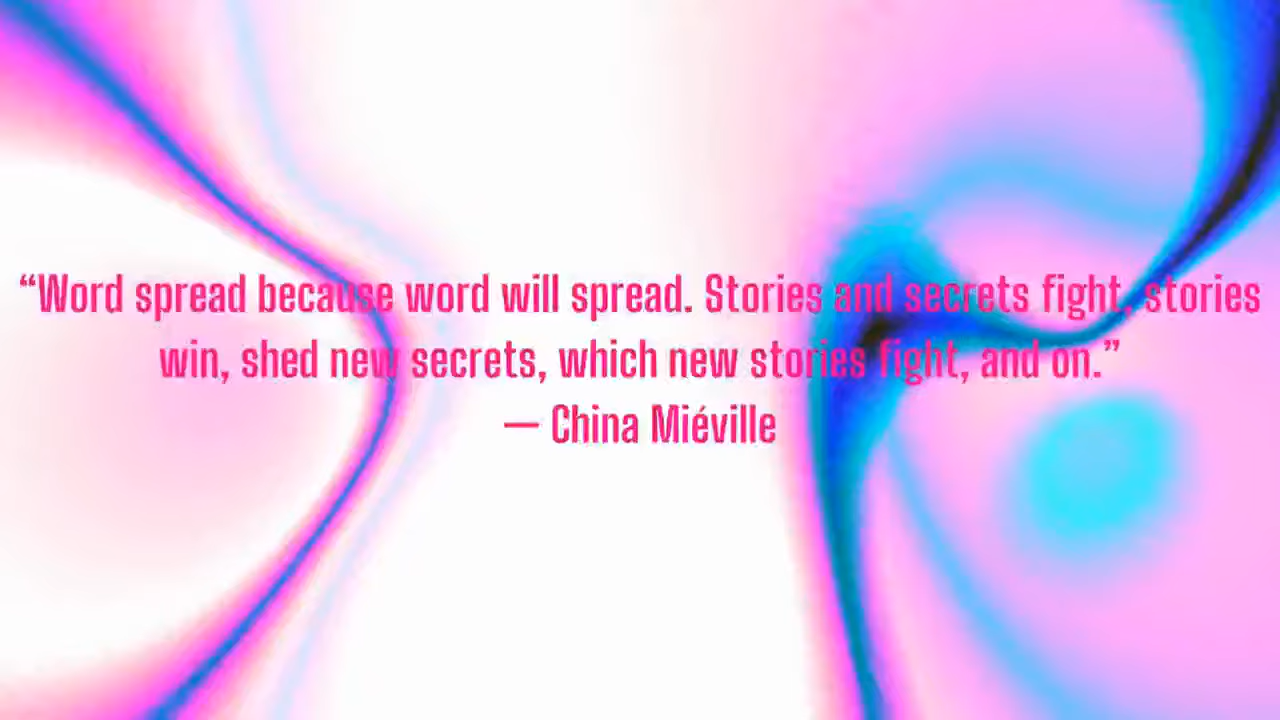 “Word spread because word will spread. Stories and secrets fight, stories
win, shed new secrets, which new stories fight, and on.”
— China Miéville